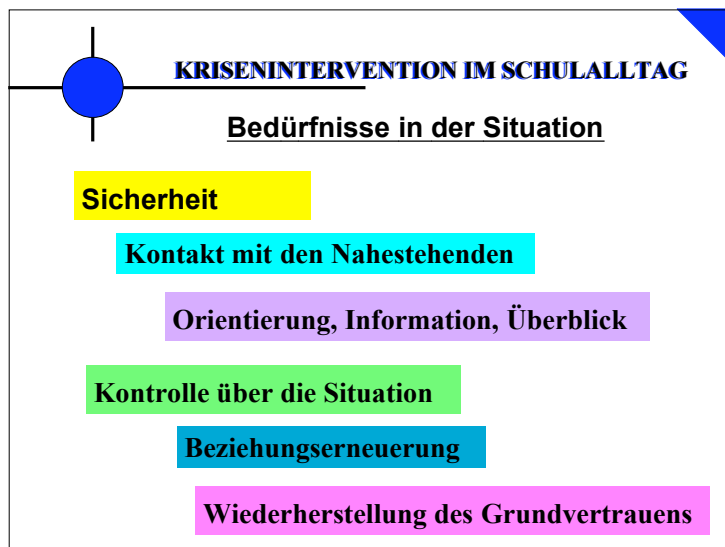 KRISENINTERVENTION IM SCHULALLTAG
Bedürfnisse in der Situation
Sicherheit
Kontakt mit den Nahestehenden
Orientierung, Information, Überblick
Kontrolle über die Situation
Beziehungserneuerung
Wiederherstellung des Grundvertrauens